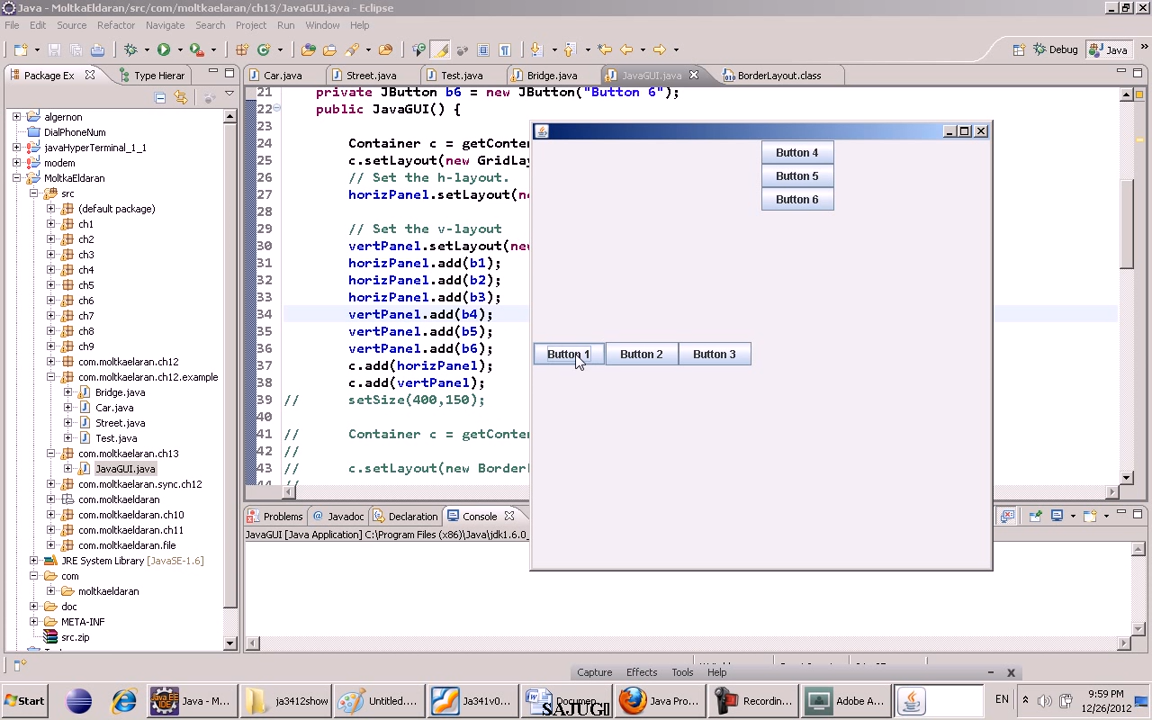 Java - MoltkaEldaran/src/com/moltkaelaran/ch13/JavaGUI.java - Eclipse
File Edit Source Refactor Navigate Search Project Run Window Help
Debug Java
Package Ex Type Hierar
Car.java Street.java Test.java Bridge.java JavaGUI.java BorderLayout.class
algernon
DialPhoneNum
javaHyperTerminal_1_1
modem
MoltkaEldaran
src
(default package)
ch1
ch2
ch3
ch4
ch5
ch6
ch7
ch8
ch9
com.moltkaelaran.ch12
com.moltkaelaran.ch12.example
Bridge.java
Car.java
Street.java
Test.java
com.moltkaelaran.ch13
JavaGUI.java
com.moltkaelaran.sync.ch12
com.moltkaeldaran
com.moltkaeldaran.ch10
com.moltkaeldaran.ch11
com.moltkaeldaran.file
JRE System Library [JavaSE-1.6]
com
moltkaeldaran
doc
META-INF
src.zip
21 private JButton b6 = new JButton("Button 6");
22 public JavaGUI() {
23
24 Container c = getConte
25 c.setLayout(new GridLa
26 // Set the h-layout.
27 horizPanel.setLayout(n
28
29 // Set the v-layout
30 vertPanel.setLayout(ne
31 horizPanel.add(b1);
32 horizPanel.add(b2);
33 horizPanel.add(b3);
34 vertPanel.add(b4);
35 vertPanel.add(b5);
36 vertPanel.add(b6);
37 c.add(horizPanel);
38 c.add(vertPanel);
39 // setSize(400,150);
40
41 // Container c = getConter
42 //
43 // c.setLayout(new Border
Button 4
Button 5
Button 6
Button 1 Button 2 Button 3
Problems Javadoc Declaration Console
JavaGUI [Java Application] C:\Program Files (x86)\Java\jdk1.6.0_
Capture Effects Tools Help
Start Java - M... ja3412show Untitled.... Ja341v0... Documen... Java Pro... Recording... Adobe A... EN 9:59 PM
12/26/2012
SAJUGI